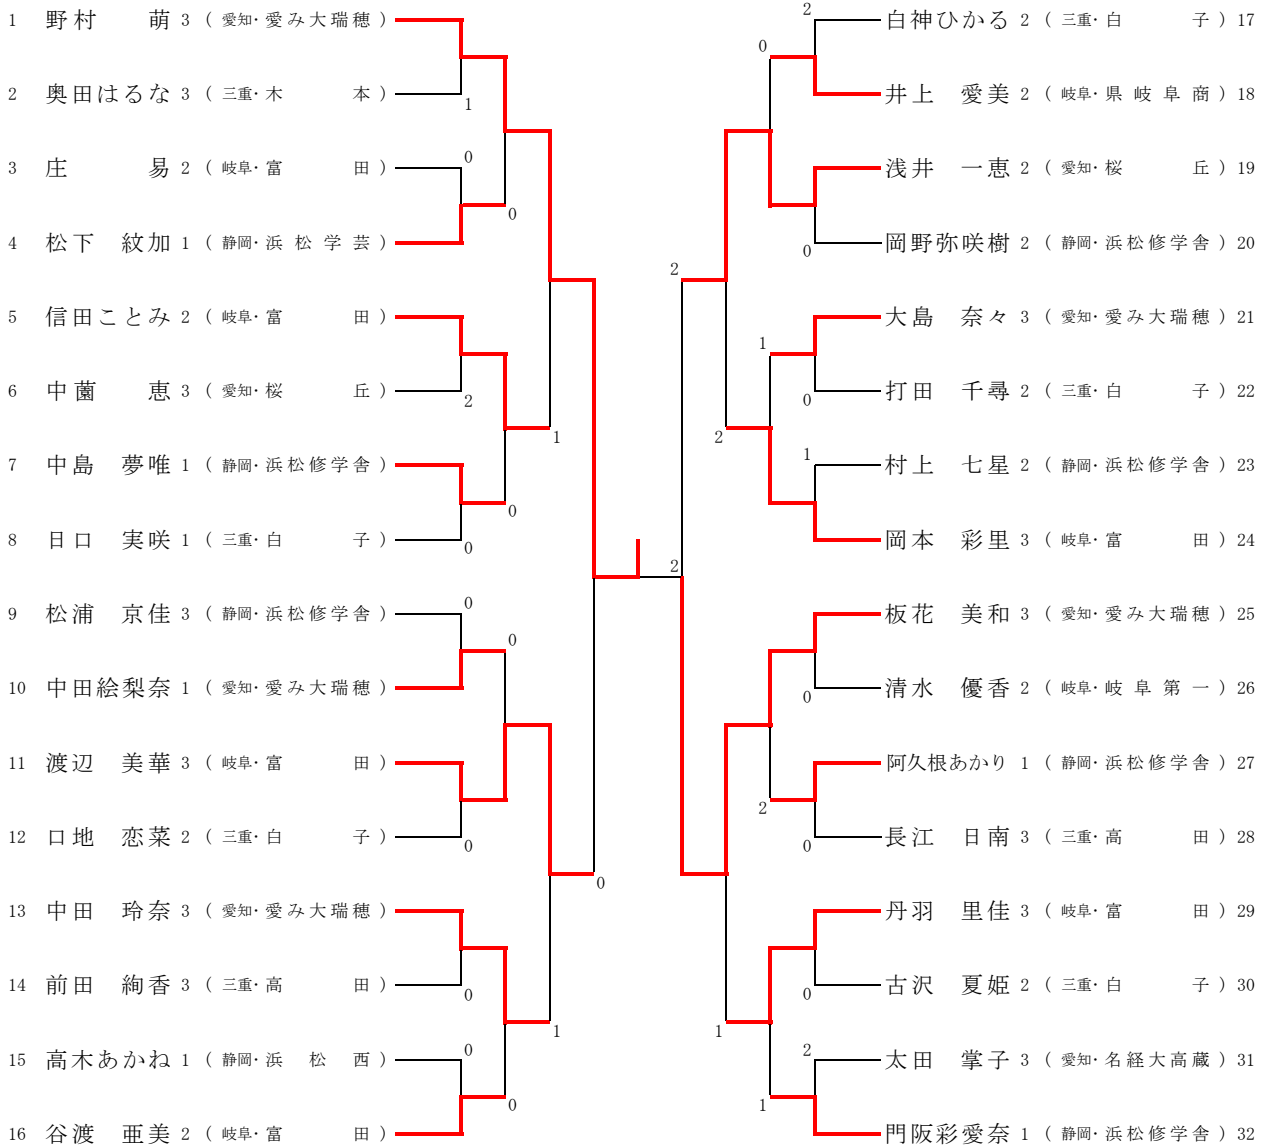 1 野村　萌 3 ( 愛知・愛み大瑞穂 )
1
2 奥田はるな 3 ( 三重・木本 )
0
3 庄　易 2 ( 岐阜・富田 )
0
4 松下　紋加 1 ( 静岡・浜松学芸 )
5 信田ことみ 2 ( 岐阜・富田 )
2
6 中薗　恵 3 ( 愛知・桜丘 )
1
7 中島　夢唯 1 ( 静岡・浜松修学舎 )
0
8 日口　実咲 1 ( 三重・白子 )
0
9 松浦　京佳 3 ( 静岡・浜松修学舎 )
0
0
10 中田絵梨奈 1 ( 愛知・愛み大瑞穂 )
11 渡辺　美華 3 ( 岐阜・富田 )
12 口地　恋菜 2 ( 三重・白子 )
0
0
13 中田　玲奈 3 ( 愛知・愛み大瑞穂 )
14 前田　絢香 3 ( 三重・高田 )
0
1
15 高木あかね 1 ( 静岡・浜松西 )
0
0
16 谷渡　亜美 2 ( 岐阜・富田 )
2
白神ひかる 2 ( 三重・白子 ) 17
0
井上　愛美 2 ( 岐阜・県岐阜商 ) 18
浅井　一恵 2 ( 愛知・桜丘 ) 19
岡野弥咲樹 2 ( 静岡・浜松修学舎 ) 20
0
2
大島　奈々 3 ( 愛知・愛み大瑞穂 ) 21
1
打田　千尋 2 ( 三重・白子 ) 22
0
2
1
村上　七星 2 ( 静岡・浜松修学舎 ) 23
岡本　彩里 3 ( 岐阜・富田 ) 24
2
板花　美和 3 ( 愛知・愛み大瑞穂 ) 25
清水　優香 2 ( 岐阜・岐阜第一 ) 26
0
阿久根あかり 1 ( 静岡・浜松修学舎 ) 27
2
長江　日南 3 ( 三重・高田 ) 28
0
丹羽　里佳 3 ( 岐阜・富田 ) 29
古沢　夏姫 2 ( 三重・白子 ) 30
0
1
2
太田　掌子 3 ( 愛知・名経大高蔵 ) 31
1
門阪彩愛奈 1 ( 静岡・浜松修学舎 ) 32